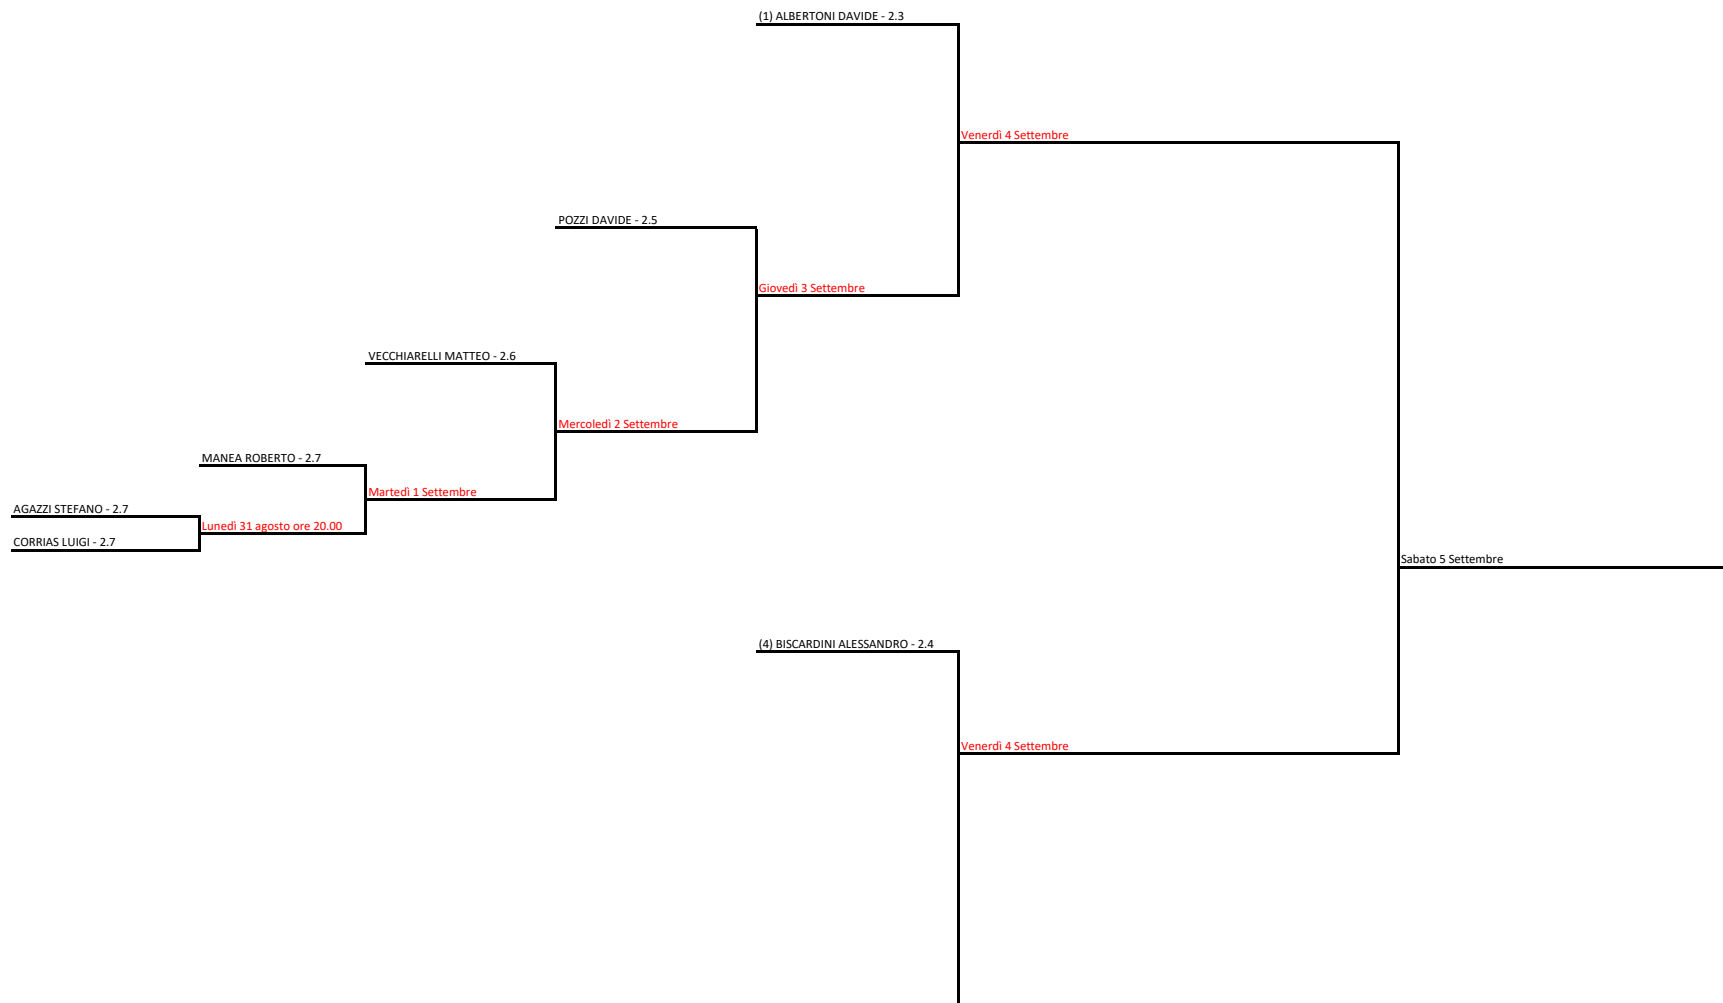 (1) ALBERTONI DAVIDE - 2.3
Venerdì 4 Settembre
POZZI DAVIDE - 2.5
Giovedì 3 Settembre
VECCHIARELLI MATTEO - 2.6
Mercoledì 2 Settembre
MANEA ROBERTO - 2.7
Martedì 1 Settembre
AGAZZI STEFANO - 2.7
Lunedì 31 agosto ore 20.00
CORRIAS LUIGI - 2.7
Sabato 5 Settembre
(4) BISCARDINI ALESSANDRO - 2.4
Venerdì 4 Settembre